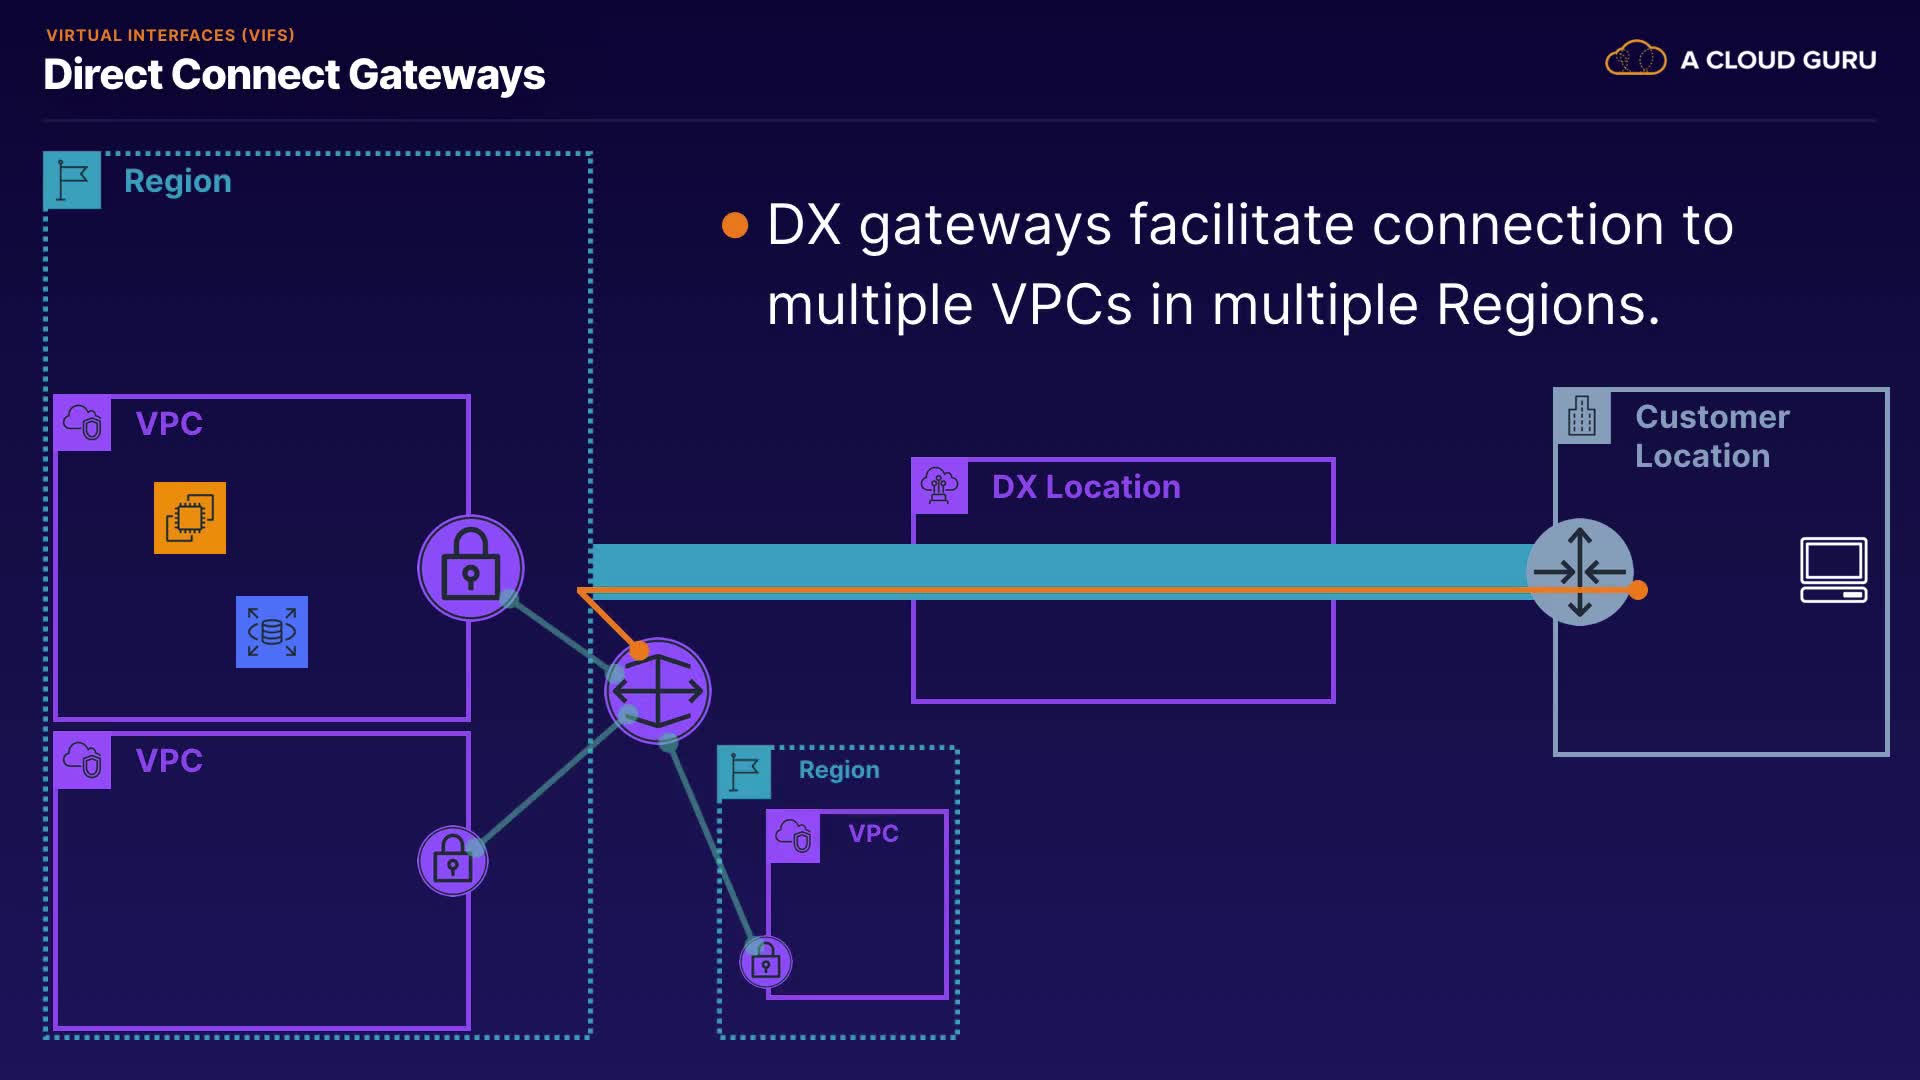 VIRTUAL INTERFACES (VIFS)
Direct Connect Gateways
A CLOUD GURU
Region
DX gateways facilitate connection to
multiple VPCs in multiple Regions.
VPC
Customer
Location
DX Location
VPC
Region
VPC